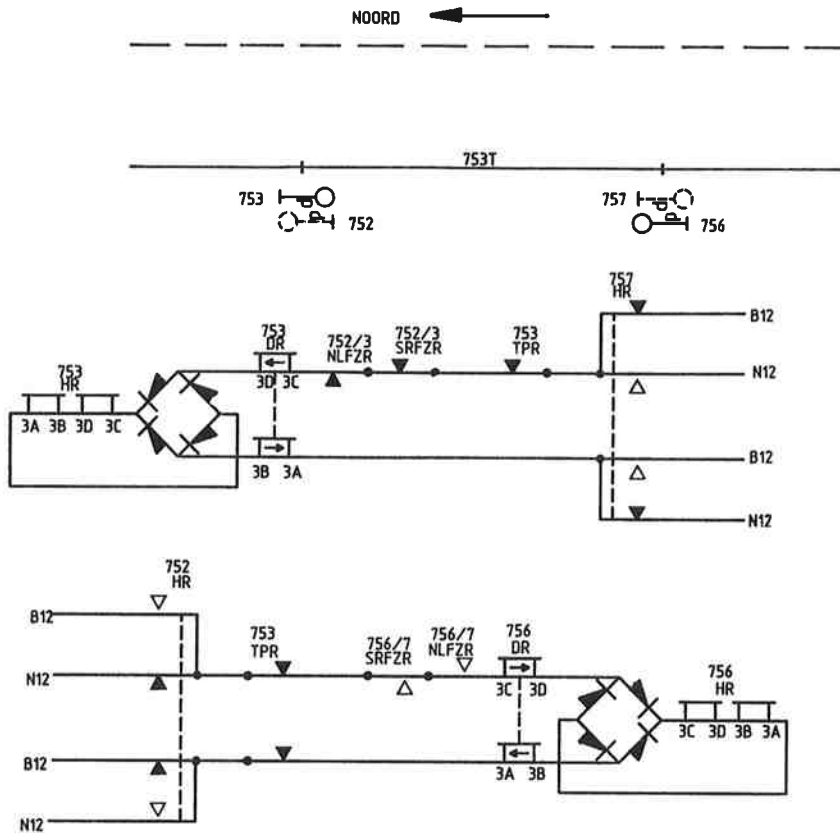 NOORD
753T
753
752
757
756
757
HR
B12
753
DR
752/3
NLFZR
752/3
SRFZR
753
TPR
753
HR
3D 3C
N12
3A 3B 3D 3C
B12
3B 3A
N12
752
HR
B12
753
TPR
756/7
SRFZR
756/7
NLFZR
756
DR
N12
3C 3D
756
HR
3C 3D 3B 3A
B12
3A 3B
N12